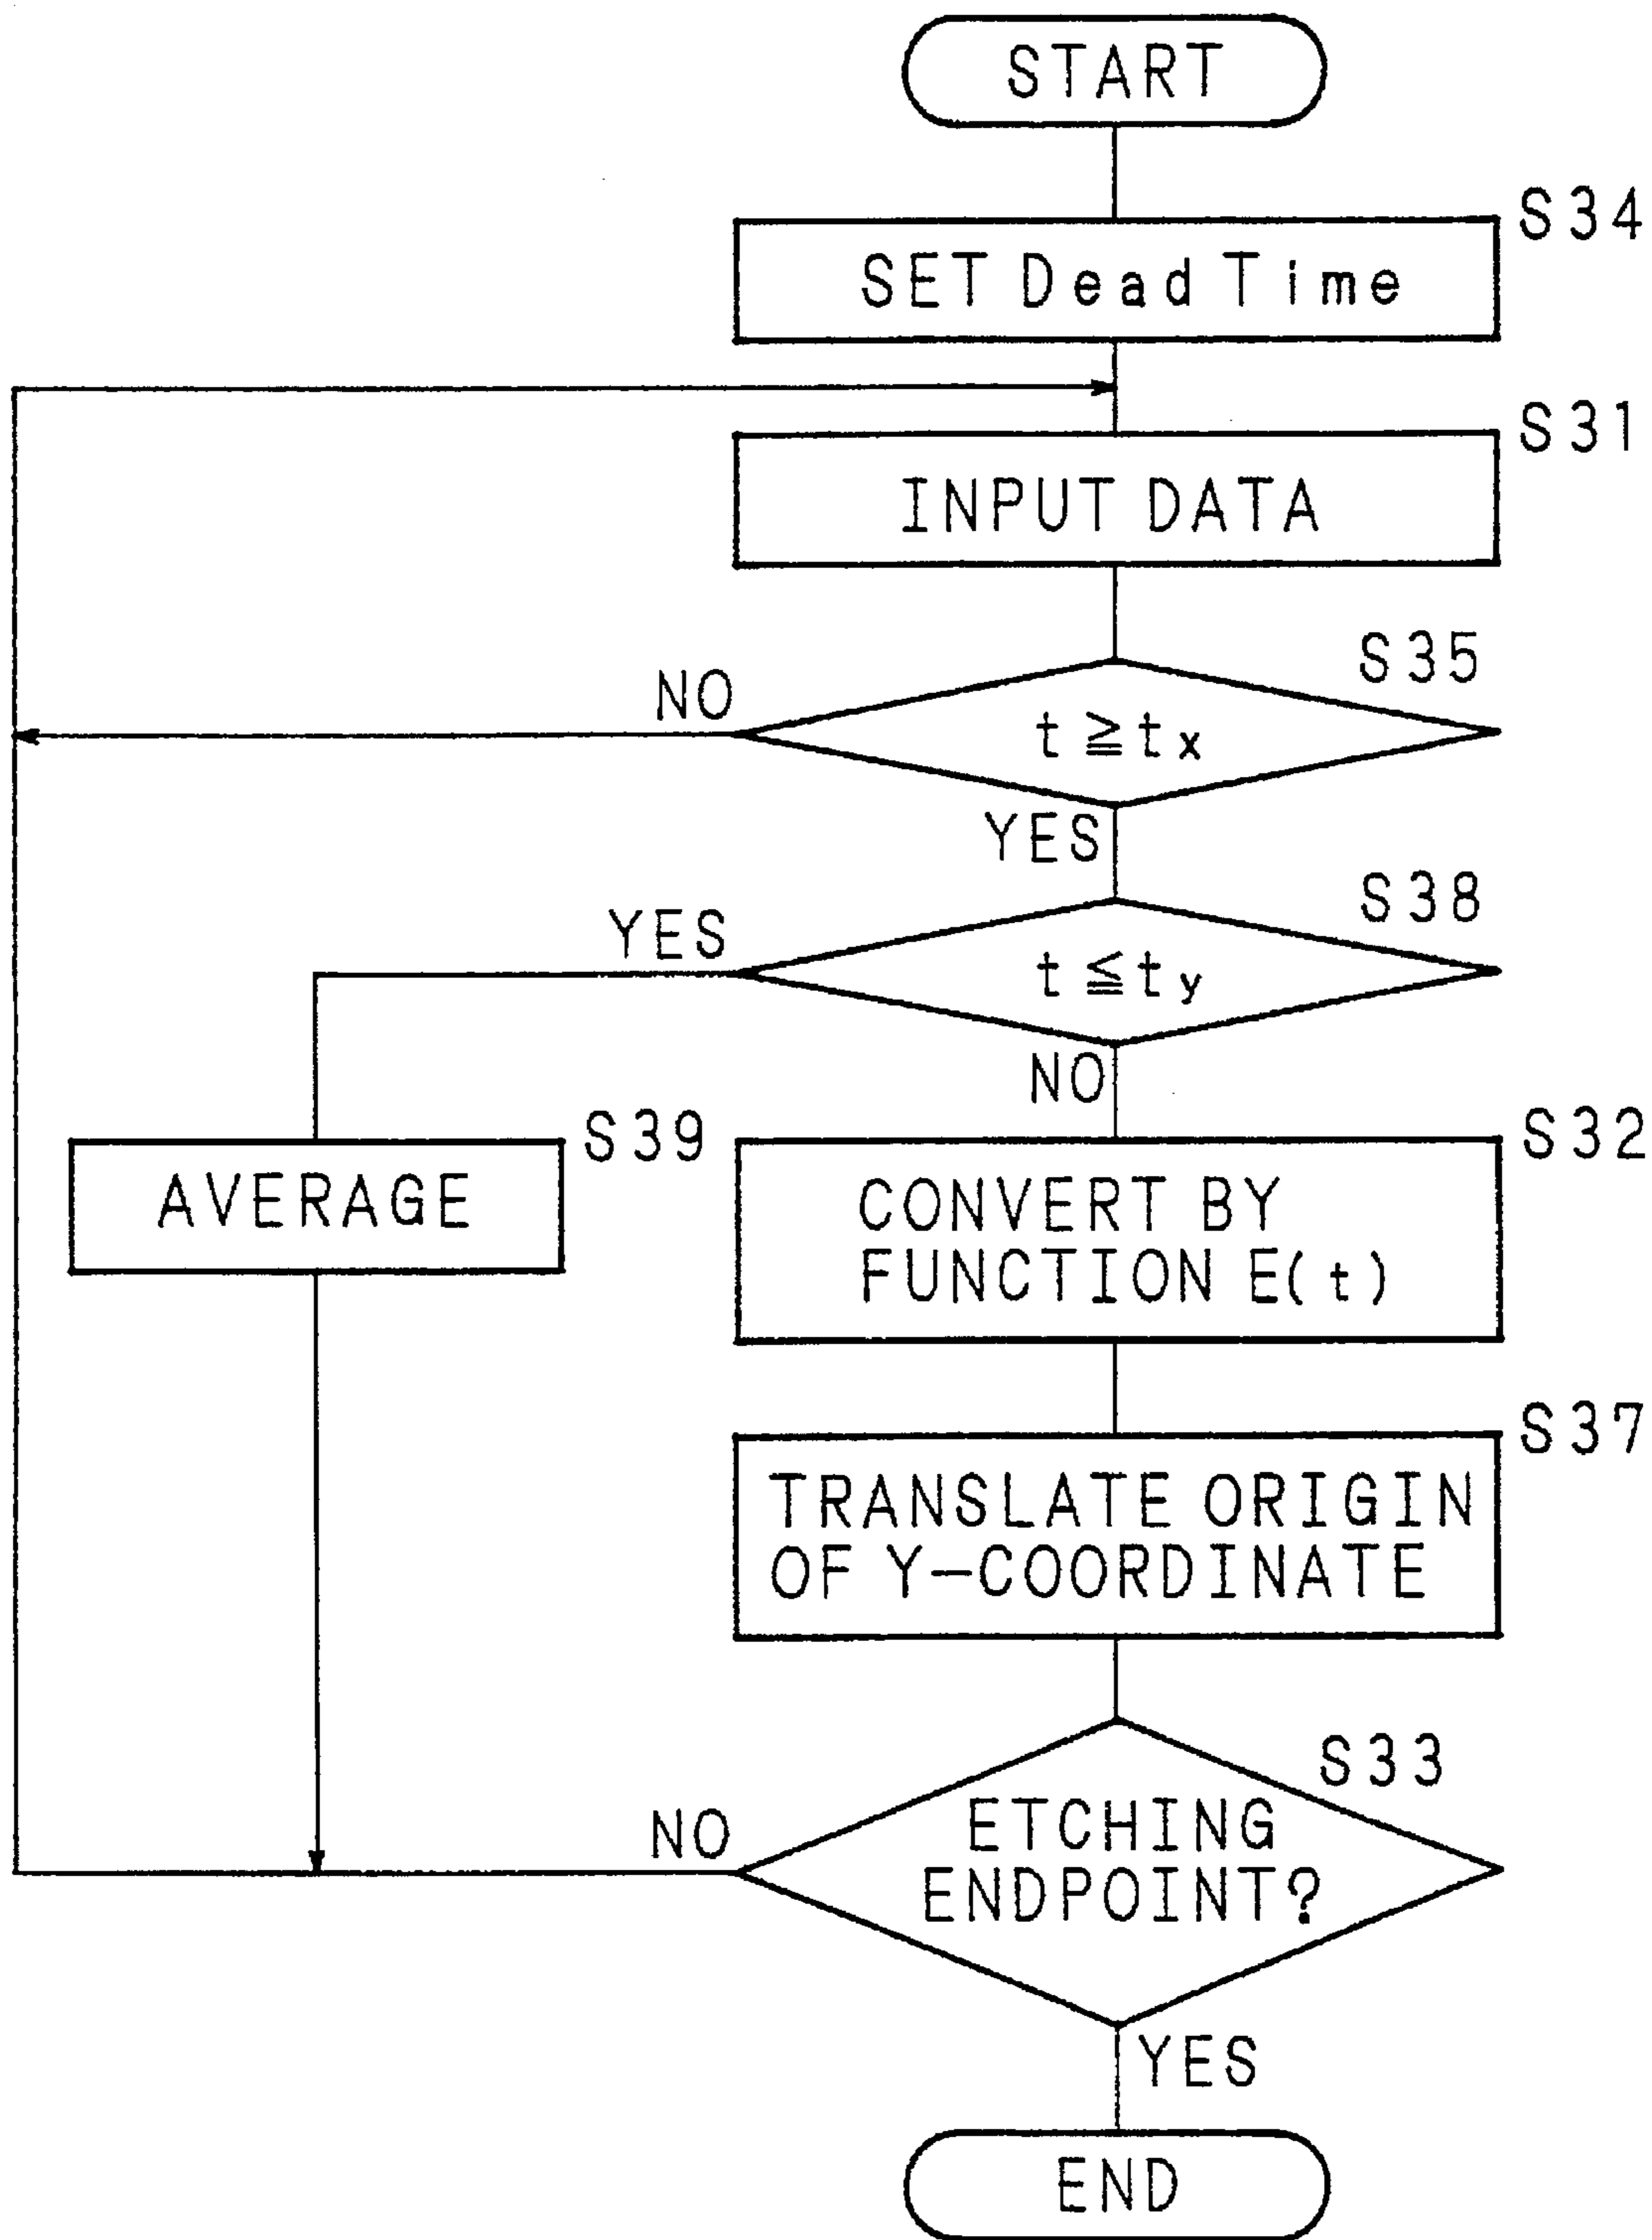 START
S34
SET Dead Time
S31
INPUT DATA
S35
NO
t ≧ tx
YES
S38
YES
t ≦ ty
NO
S39
AVERAGE
S32
CONVERT BY
FUNCTION E(t)
S37
TRANSLATE ORIGIN
OF Y-COORDINATE
S33
NO
ETCHING
ENDPOINT?
YES
END